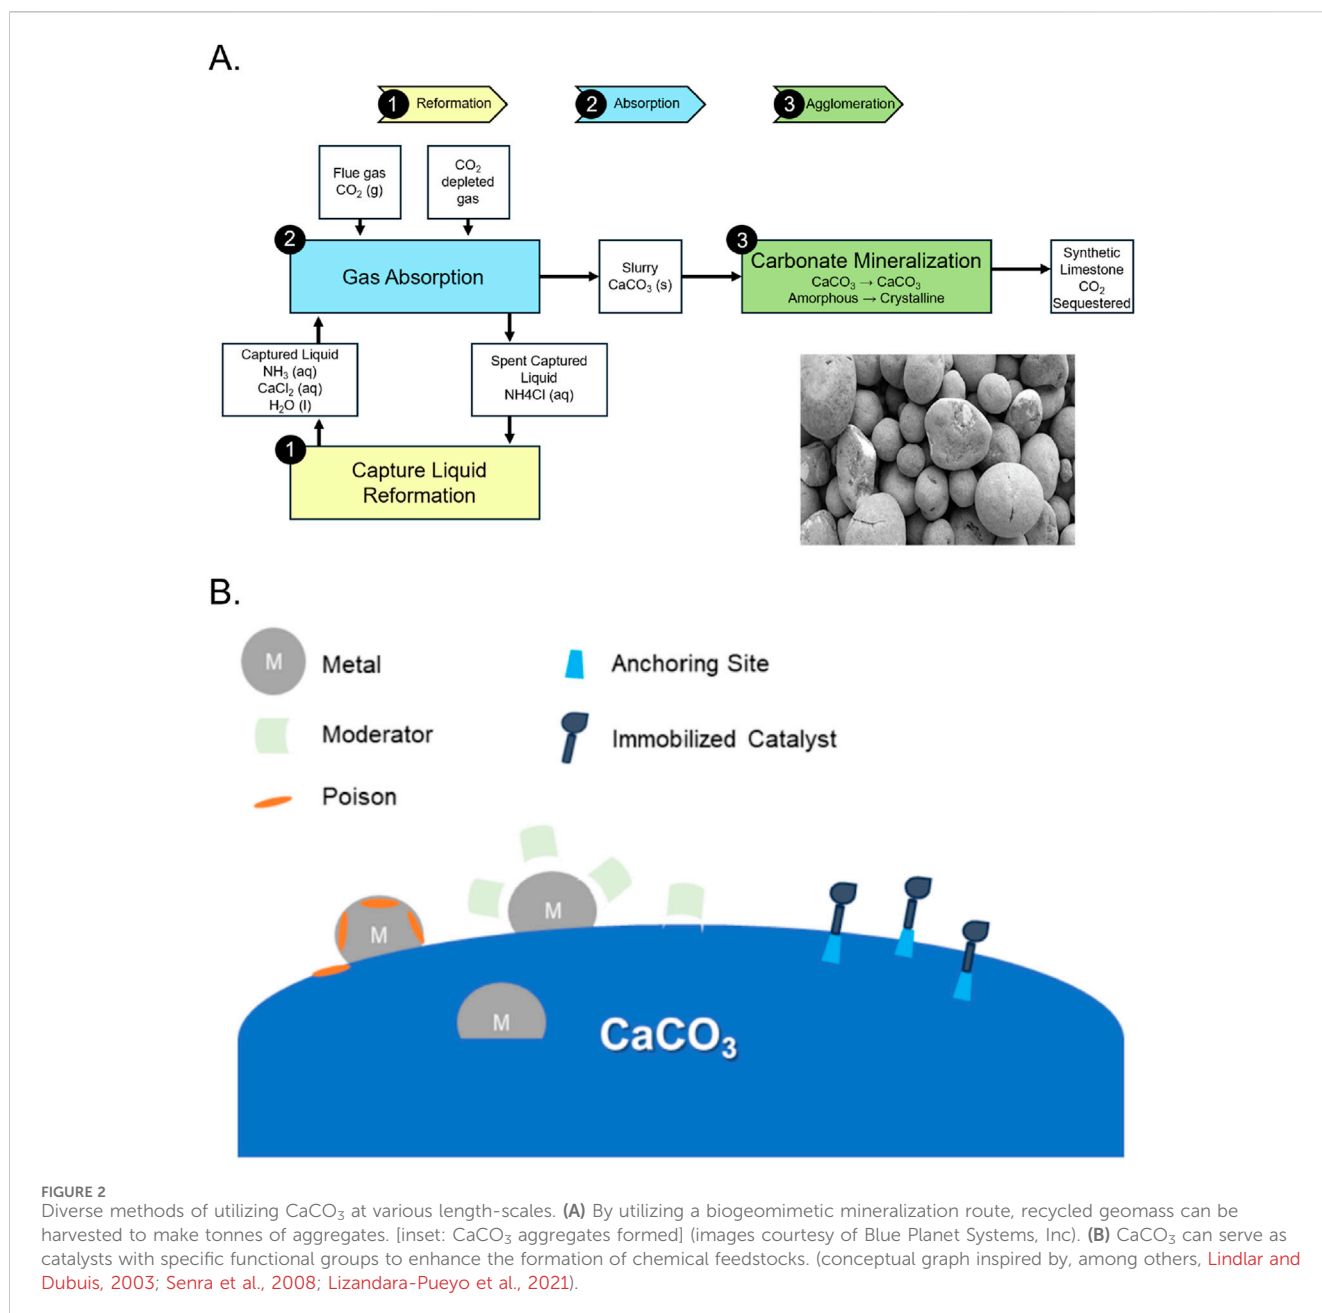 A.
1 Reformation
2 Absorption
3 Agglomeration
Flue gas
CO₂ (g)
CO₂
depleted
gas
2
Gas Absorption
Slurry
CaCO₃ (s)
3
Carbonate Mineralization
CaCO₃ → CaCO₃
Amorphous → Crystalline
Synthetic
Limestone
CO₂
Sequestered
Captured Liquid
NH₃ (aq)
CaCl₂ (aq)
H₂O (l)
Spent Captured
Liquid
NH4Cl (aq)
1
Capture Liquid
Reformation
B.
M Metal
Anchoring Site
Moderator
Immobilized Catalyst
Poison
M
M
M
CaCO₃
FIGURE 2
Diverse methods of utilizing CaCO₃ at various length-scales. (A) By utilizing a biogeomimetic mineralization route, recycled geomass can be
harvested to make tonnes of aggregates. [inset: CaCO₃ aggregates formed] (images courtesy of Blue Planet Systems, Inc). (B) CaCO₃ can serve as
catalysts with specific functional groups to enhance the formation of chemical feedstocks. (conceptual graph inspired by, among others, Lindlar and
Dubuis, 2003; Senra et al., 2008; Lizandara-Pueyo et al., 2021).